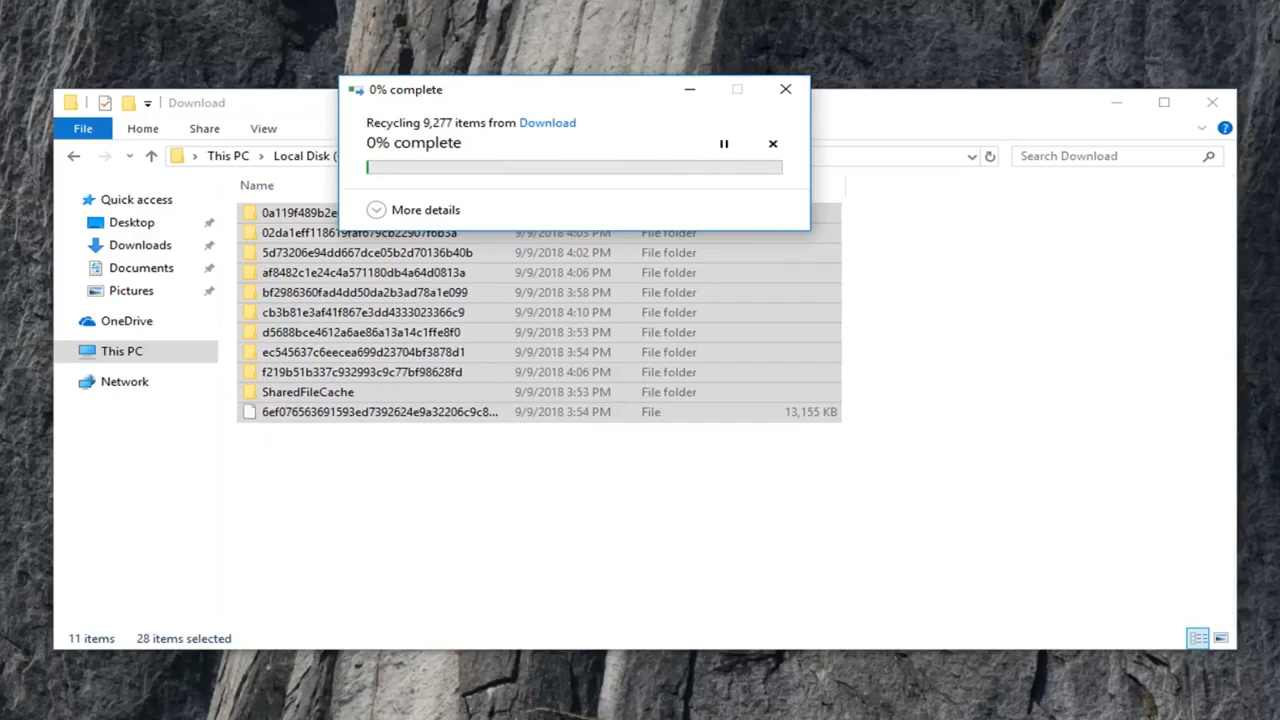 0% complete
Recycling 9,277 items from Download
0% complete
More details
Download
File Home Share View
This PC Local Disk (
Search Download
Quick access
Desktop
Downloads
Documents
Pictures
OneDrive
This PC
Network
Name
0a119f489b2e
9/9/2018 4:03 PM File folder
5d73206e94dd667dce05b2d70136b40b 9/9/2018 4:02 PM File folder
af8482c1e24c4a571180db4a64d0813a 9/9/2018 4:06 PM File folder
bf2986360fad4dd50da2b3ad78a1e099 9/9/2018 3:58 PM File folder
cb3b81e3af41f867e3dd4333023366c9 9/9/2018 4:10 PM File folder
d5688bce4612a6ae86a13a14c1ffe8f0 9/9/2018 3:53 PM File folder
ec545637c6eecea699d23704bf3878d1 9/9/2018 3:54 PM File folder
f219b51b337c932993c9c77bf98628fd 9/9/2018 4:06 PM File folder
SharedFileCache 9/9/2018 3:53 PM File folder
6ef076563691593ed7392624e9a32206c9c8... 9/9/2018 3:54 PM File 13,155 KB
11 items 28 items selected